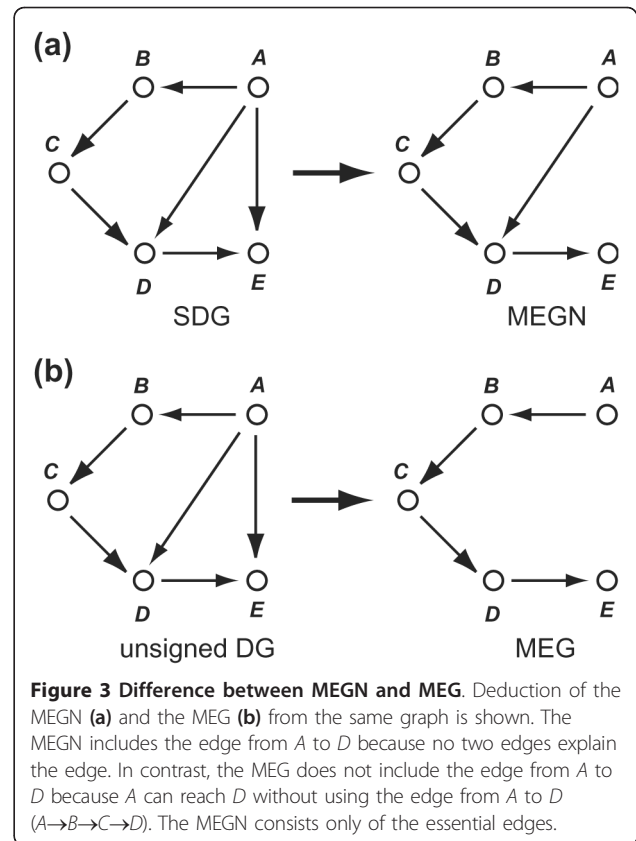 (a)
B A B A
C C
D E D E
SDG MEGN
(b)
B A B A
C C
D E D E
unsigned DG MEG
Figure 3 Difference between MEGN and MEG. Deduction of the
MEGN (a) and the MEG (b) from the same graph is shown. The
MEGN includes the edge from A to D because no two edges explain
the edge. In contrast, the MEG does not include the edge from A to
D because A can reach D without using the edge from A to D
(A→B→C→D). The MEGN consists only of the essential edges.